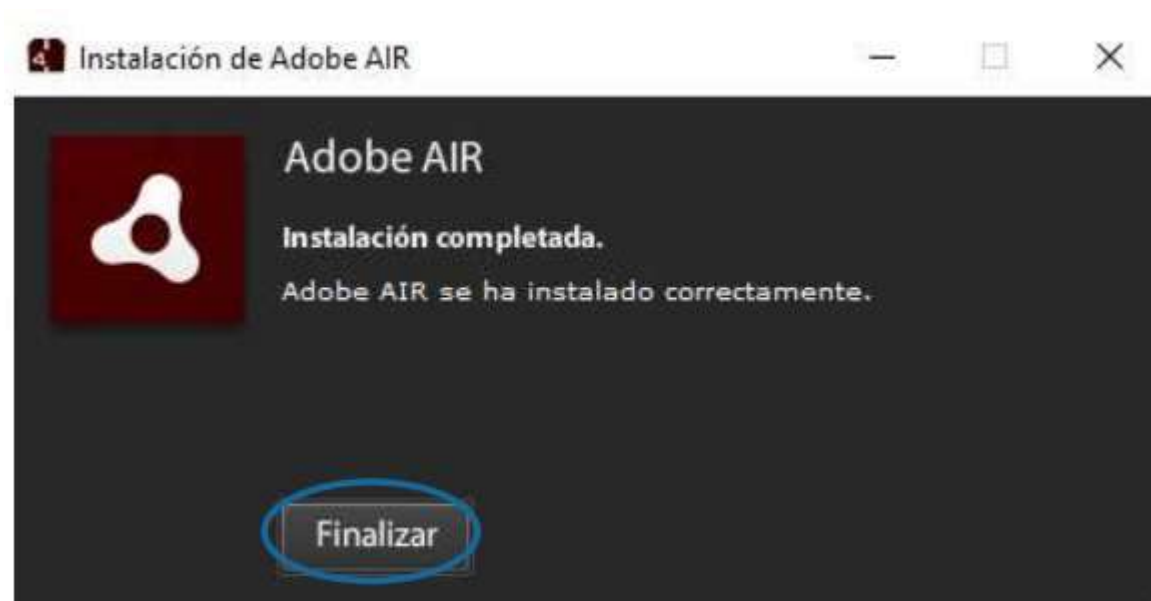 Instalación de Adobe AIR
Adobe AIR
Instalación completada.
Adobe AIR se ha instalado correctamente.
Finalizar